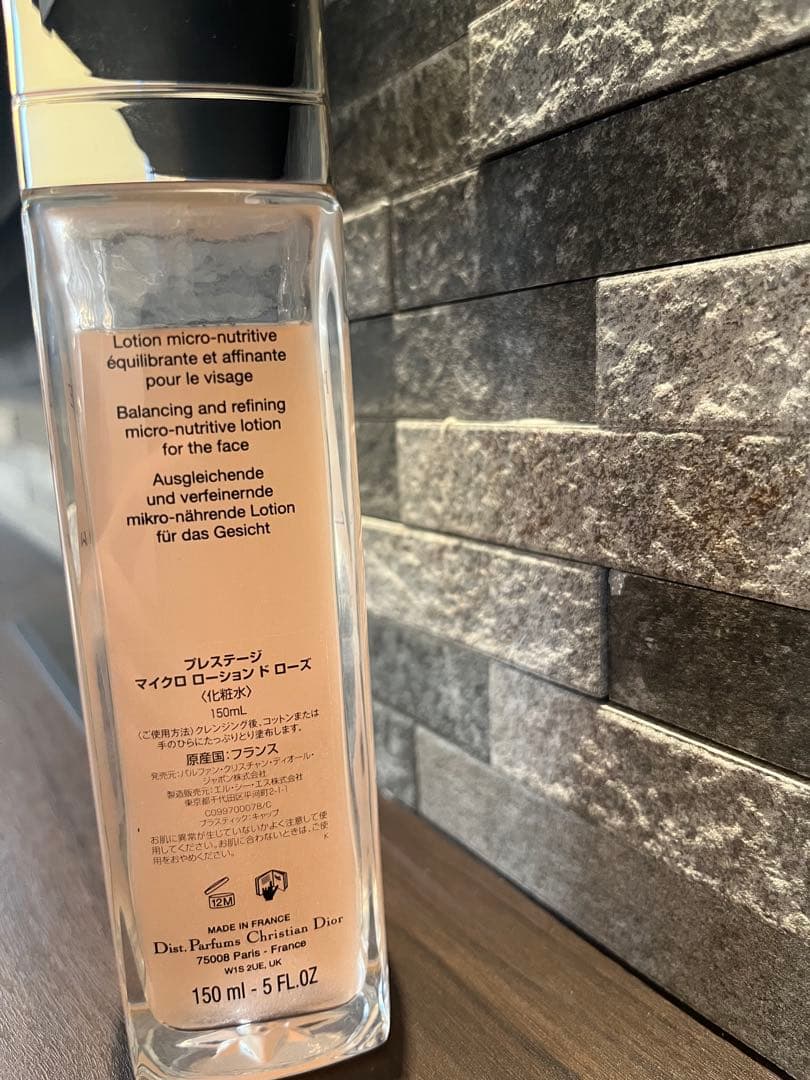 Lotion micro-nutritive
équilibrante et affinante
pour le visage
Balancing and refining
micro-nutritive lotion
for the face
Ausgleichende
und verfeinernde
mikro-nährende Lotion
für das Gesicht
プレステージ
マイクロ ローション ド ローズ
〈化粧水〉
150mL
〈ご使用方法〉クレンジング後、コットンまたは
手のひらにたっぷりとり塗布します。
原産国：フランス
発売元：パルファン・クリスチャン・ディオール・
ジャポン株式会社
製造販売元：エル・シー・エス株式会社
東京都千代田区平河町2-1-1
C099700078/C
プラスティック：キャップ
お肌に異常が生じていないかよく注意して使
用してください。お肌に合わないときは、ご使
用をおやめください。
K
12M
MADE IN FRANCE
Dist. Parfums Christian Dior
75008 Paris - France
W1S 2UE, UK
150 ml - 5 FL.OZ